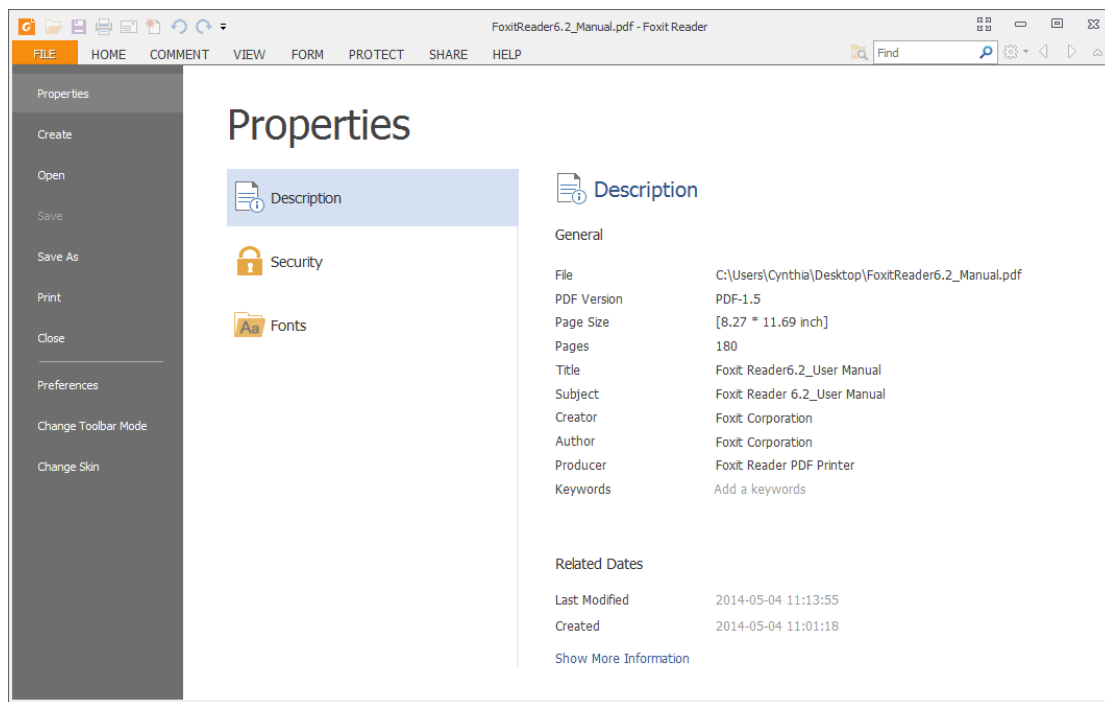 FoxitReader6.2_Manual.pdf - Foxit Reader
FILE HOME COMMENT VIEW FORM PROTECT SHARE HELP Find
Properties
Create
Open
Save
Save As
Print
Close
Preferences
Change Toolbar Mode
Change Skin
Properties
Description
Security
Aa Fonts
Description
General
File C:\Users\Cynthia\Desktop\FoxitReader6.2_Manual.pdf
PDF Version PDF-1.5
Page Size [8.27 * 11.69 inch]
Pages 180
Title Foxit Reader6.2_User Manual
Subject Foxit Reader 6.2_User Manual
Creator Foxit Corporation
Author Foxit Corporation
Producer Foxit Reader PDF Printer
Keywords Add a keywords
Related Dates
Last Modified 2014-05-04 11:13:55
Created 2014-05-04 11:01:18
Show More Information